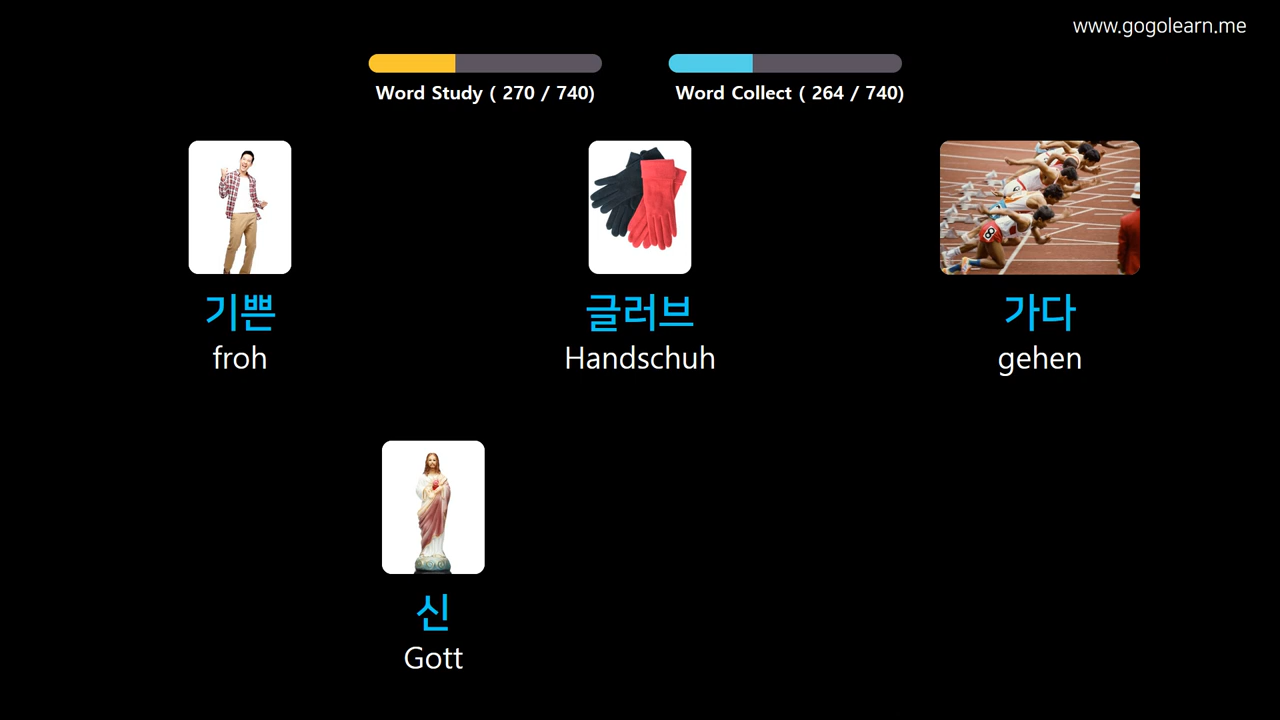 www.gogolearn.me
Word Study ( 270 / 740)
Word Collect ( 264 / 740)
기쁜
froh
글러브
Handschuh
가다
gehen
신
Gott